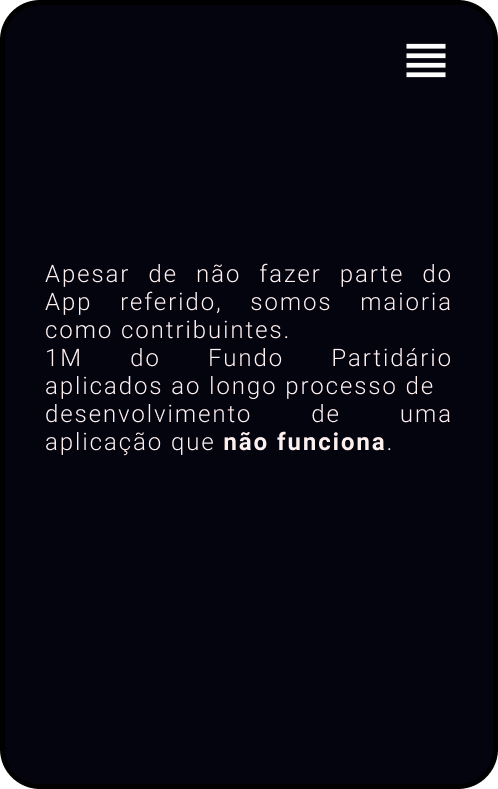 Apesar de não fazer parte do
App referido, somos maioria
como contribuintes.
1M do Fundo Partidário
aplicados ao longo processo de
desenvolvimento de uma
aplicação que não funciona.